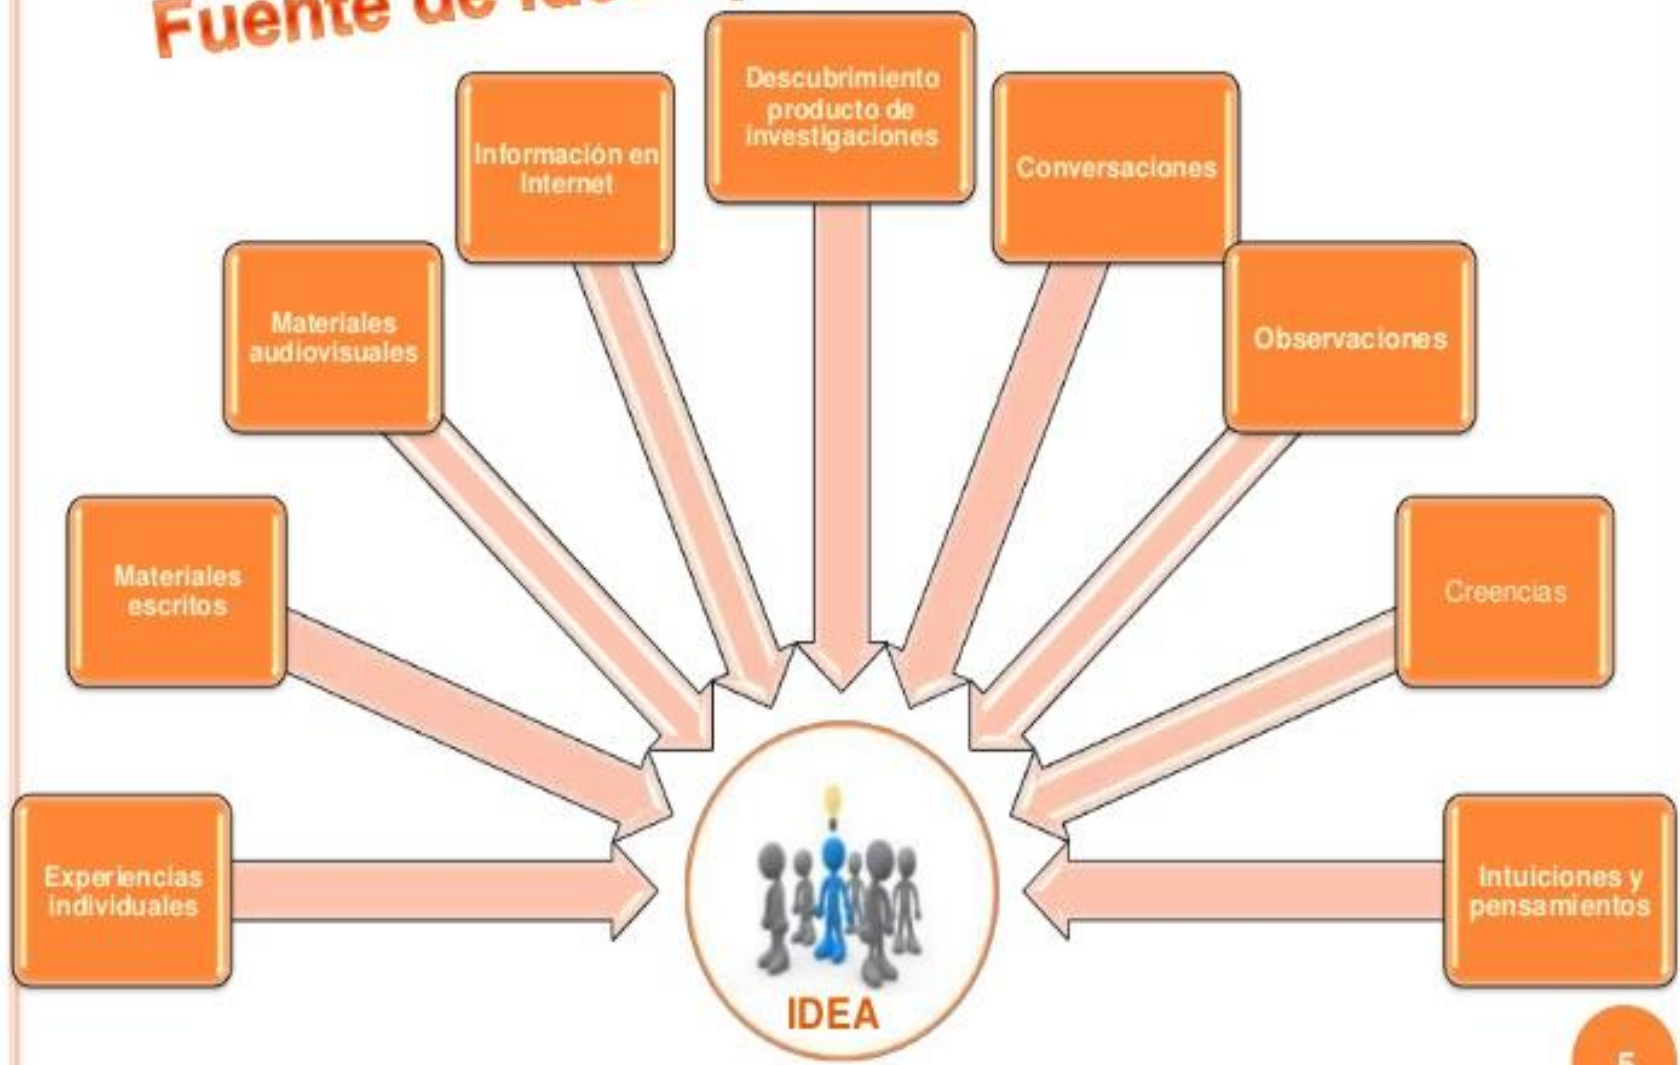 Fuente de
Descubrimiento
producto de
investigaciones
Información en
Internet
Conversaciones
Materiales
audiovisuales
Observaciones
Materiales
escritos
Creencias
Experiencias
individuales
Intuiciones y
pensamientos
IDEA
5